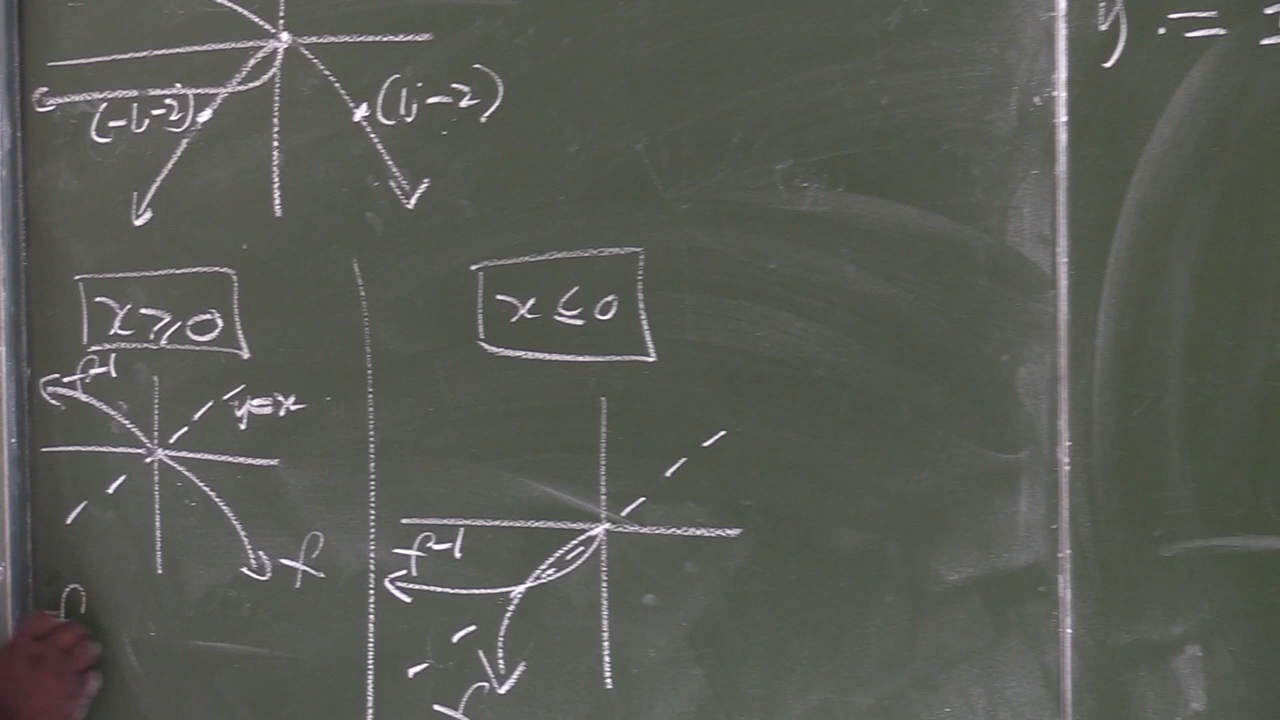 y =
(-1;-2)
(1;-2)
x ≥ 0
x ≤ 0
f⁻¹
y=x
f⁻¹
f
f